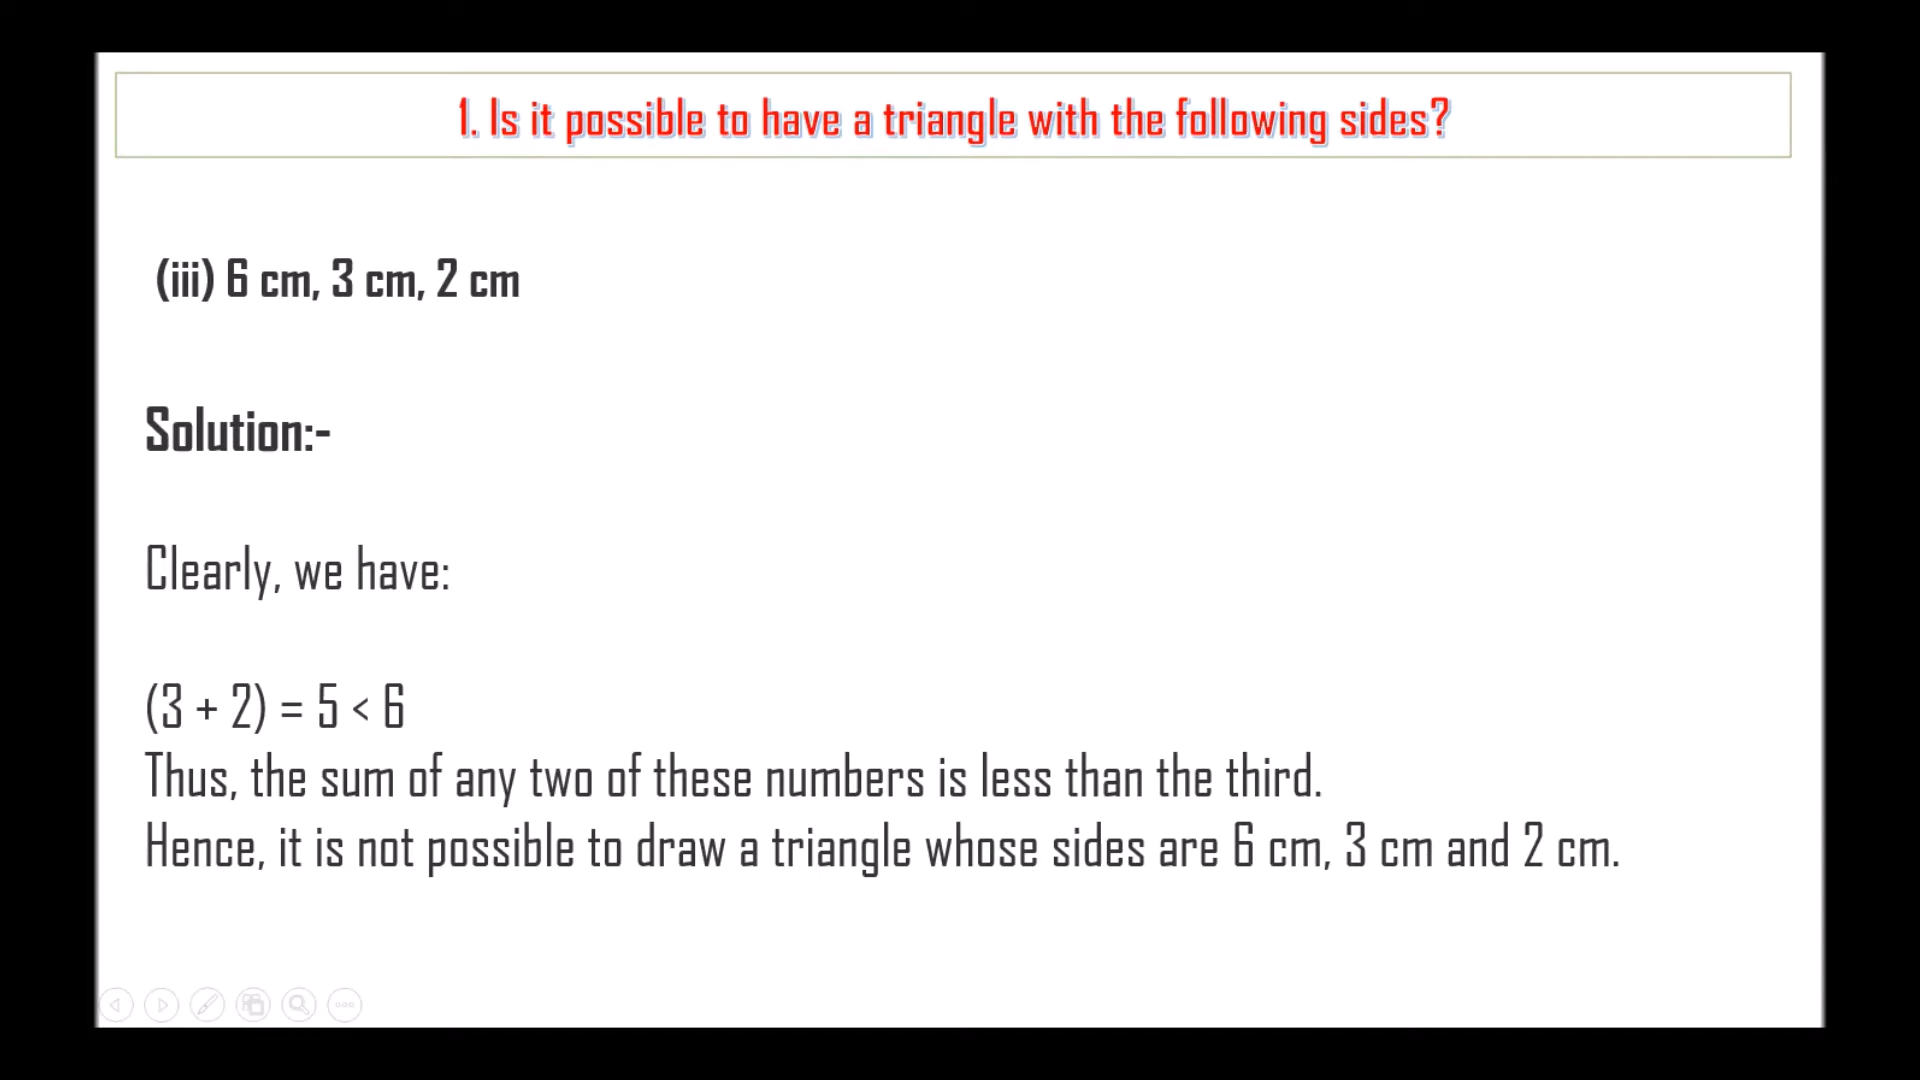 1. Is it possible to have a triangle with the following sides?
(iii) 6 cm, 3 cm, 2 cm
Solution:-
Clearly, we have:
(3 + 2) = 5 < 6
Thus, the sum of any two of these numbers is less than the third.
Hence, it is not possible to draw a triangle whose sides are 6 cm, 3 cm and 2 cm.